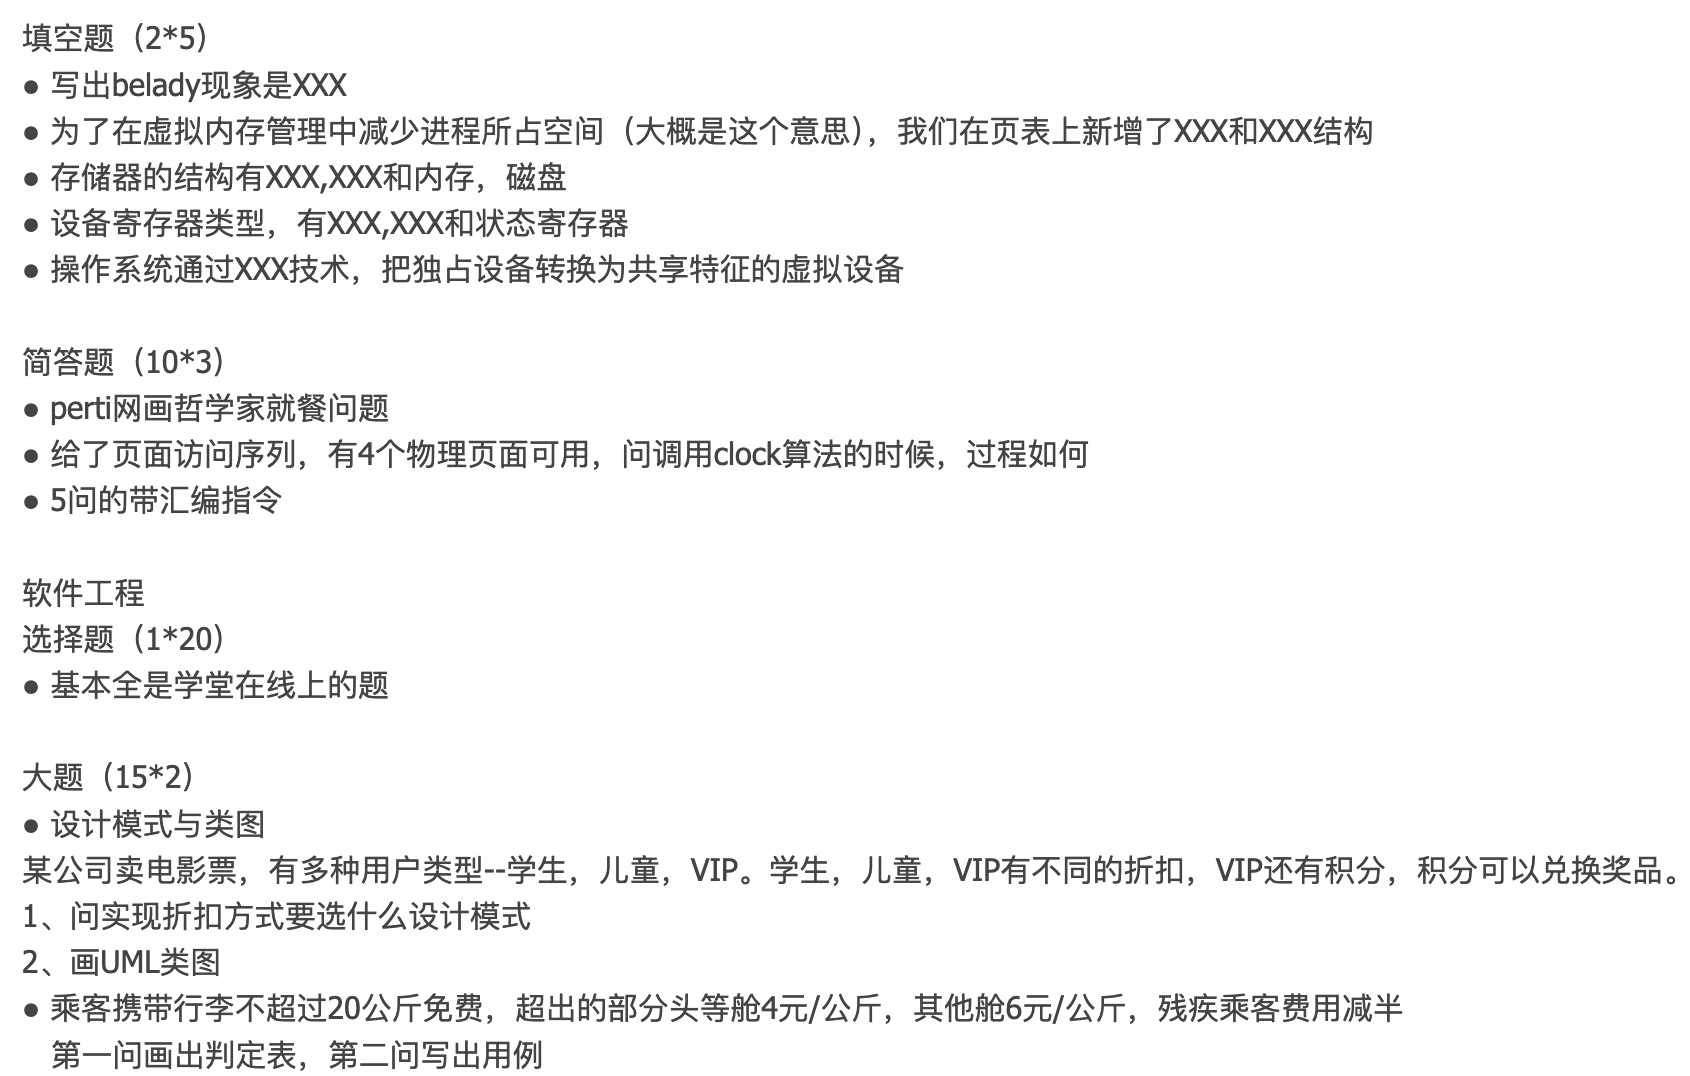 填空题（2*5）
● 写出belady现象是XXX
● 为了在虚拟内存管理中减少进程所占空间（大概是这个意思），我们在页表上新增了XXX和XXX结构
● 存储器的结构有XXX,XXX和内存，磁盘
● 设备寄存器类型，有XXX,XXX和状态寄存器
● 操作系统通过XXX技术，把独占设备转换为共享特征的虚拟设备
简答题（10*3）
● perti网画哲学家就餐问题
● 给了页面访问序列，有4个物理页面可用，问调用clock算法的时候，过程如何
● 5问的带汇编指令
软件工程
选择题（1*20）
● 基本全是学堂在线上的题
大题（15*2）
● 设计模式与类图
某公司卖电影票，有多种用户类型--学生，儿童，VIP。学生，儿童，VIP有不同的折扣，VIP还有积分，积分可以兑换奖品。
1、问实现折扣方式要选什么设计模式
2、画UML类图
● 乘客携带行李不超过20公斤免费，超出的部分头等舱4元/公斤，其他舱6元/公斤，残疾乘客费用减半
第一问画出判定表，第二问写出用例